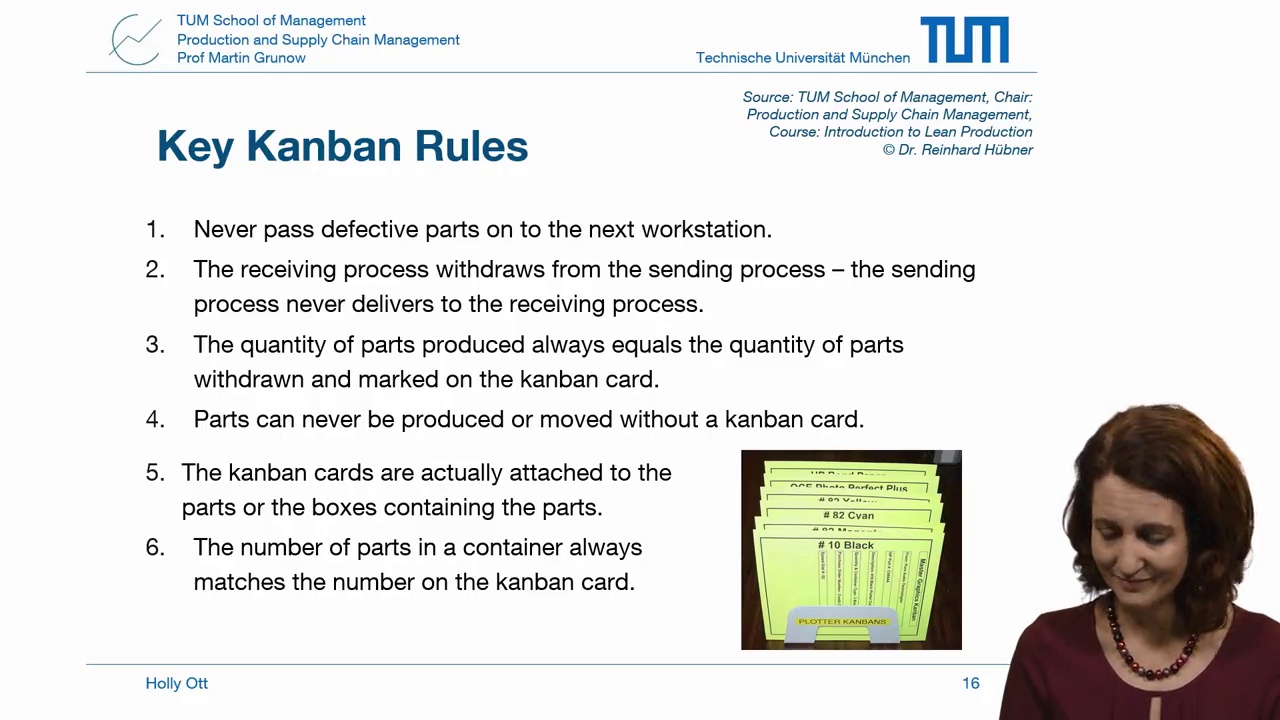 TUM School of Management
Production and Supply Chain Management
Prof Martin Grunow
Technische Universität München
TUM
Source: TUM School of Management, Chair:
Production and Supply Chain Management,
Course: Introduction to Lean Production
© Dr. Reinhard Hübner
Key Kanban Rules
1. Never pass defective parts on to the next workstation.
2. The receiving process withdraws from the sending process – the sending
process never delivers to the receiving process.
3. The quantity of parts produced always equals the quantity of parts
withdrawn and marked on the kanban card.
4. Parts can never be produced or moved without a kanban card.
5. The kanban cards are actually attached to the
parts or the boxes containing the parts.
6. The number of parts in a container always
matches the number on the kanban card.
OCE Photo Perfect Plus
# 82 Yellow
# 82 Cyan
# 10 Black
Master Graphics Kanban
PLOTTER KANBANS
Holly Ott
16